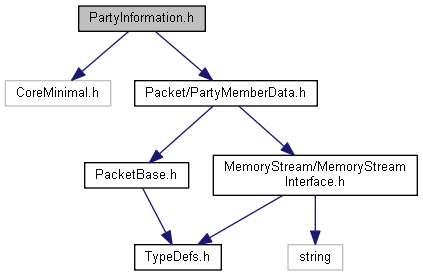 PartyInformation.h
CoreMinimal.h
Packet/PartyMemberData.h
PacketBase.h
MemoryStream/MemoryStream
Interface.h
TypeDefs.h
string